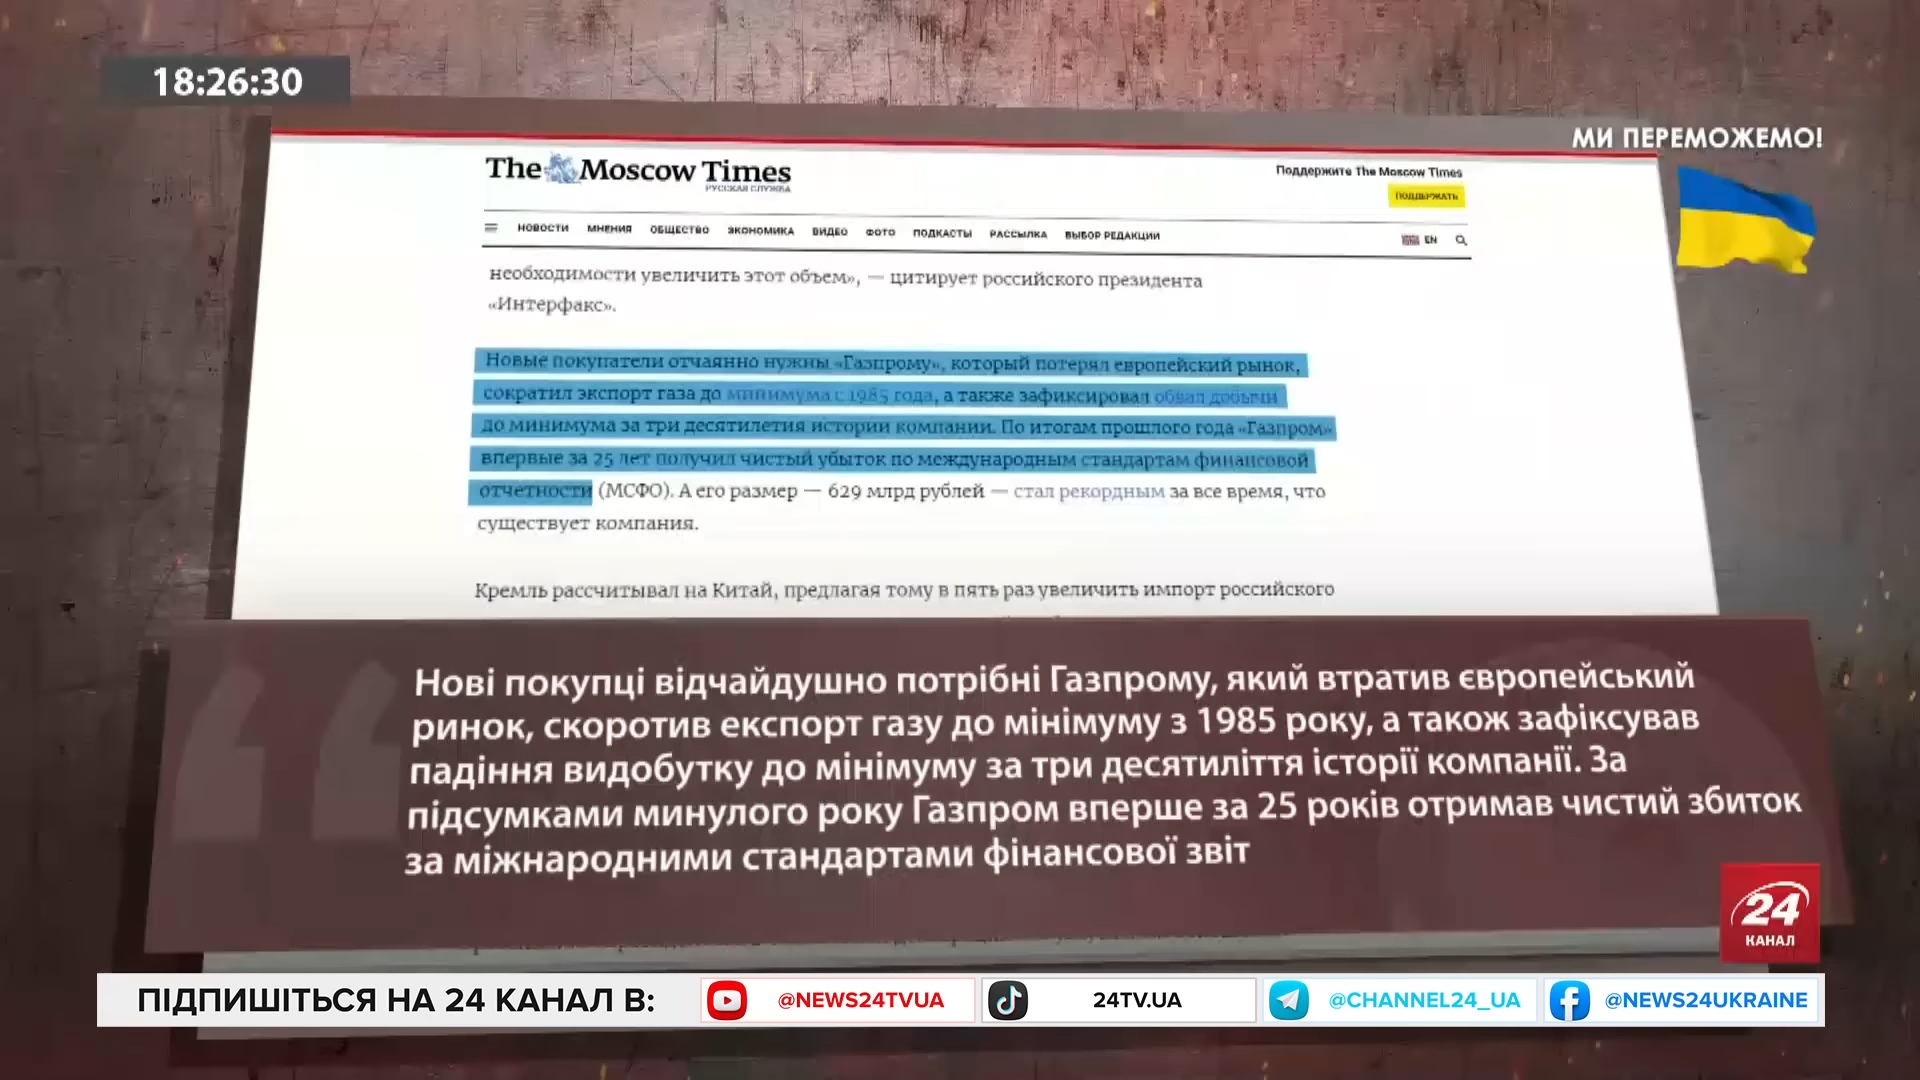 18:26:30
МИ ПЕРЕМОЖЕМО!
The Moscow Times
РУССКАЯ СЛУЖБА
Поддержите The Moscow Times
ПОДДЕРЖАТЬ
НОВОСТИ МНЕНИЯ ОБЩЕСТВО ЭКОНОМИКА ВИДЕО ФОТО ПОДКАСТЫ РАССЫЛКА ВЫБОР РЕДАКЦИИ EN
необходимости увеличить этот объем», — цитирует российского президента
«Интерфакс».
Новые покупатели отчаянно нужны «Газпрому», который потерял европейский рынок,
сократил экспорт газа до минимума с 1985 года, а также зафиксировал обвал добычи
до минимума за три десятилетия истории компании. По итогам прошлого года «Газпром»
впервые за 25 лет получил чистый убыток по международным стандартам финансовой
отчетности (МСФО). А его размер — 629 млрд рублей — стал рекордным за все время, что
существует компания.
Кремль рассчитывал на Китай, предлагая тому в пять раз увеличить импорт российского
Нові покупці відчайдушно потрібні Газпрому, який втратив європейський
ринок, скоротив експорт газу до мінімуму з 1985 року, а також зафіксував
падіння видобутку до мінімуму за три десятиліття історії компанії. За
підсумками минулого року Газпром вперше за 25 років отримав чистий збиток
за міжнародними стандартами фінансової звіт
24
КАНАЛ
ПІДПИШІТЬСЯ НА 24 КАНАЛ В: @NEWS24TVUA 24TV.UA @CHANNEL24_UA @NEWS24UKRAINE